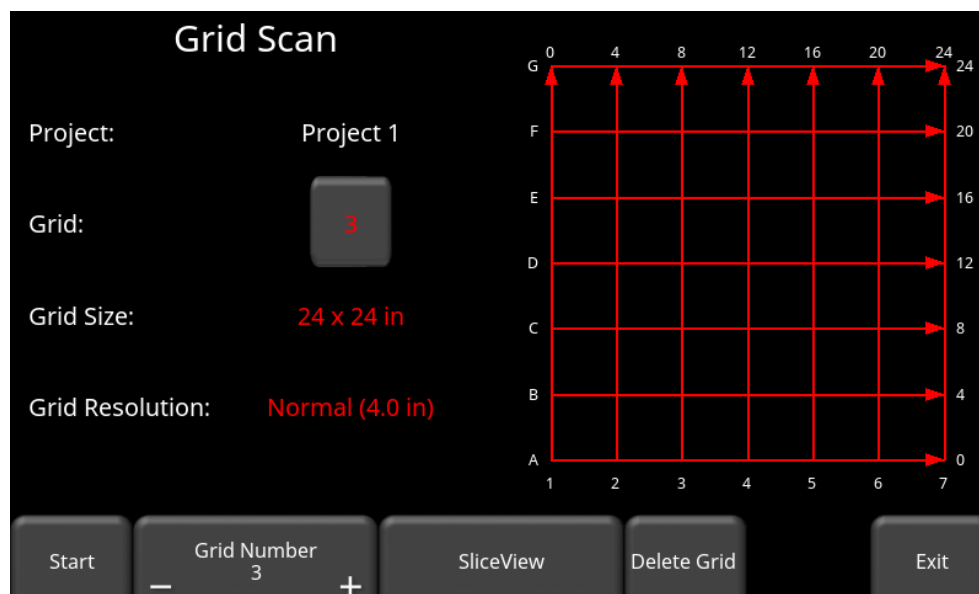 Grid Scan
Project: Project 1
Grid: 3
Grid Size: 24 x 24 in
Grid Resolution: Normal (4.0 in)
0 4 8 12 16 20 24
G 24
F 20
E 16
D 12
C 8
B 4
A 0
1 2 3 4 5 6 7
Start
Grid Number
− 3 +
SliceView
Delete Grid
Exit